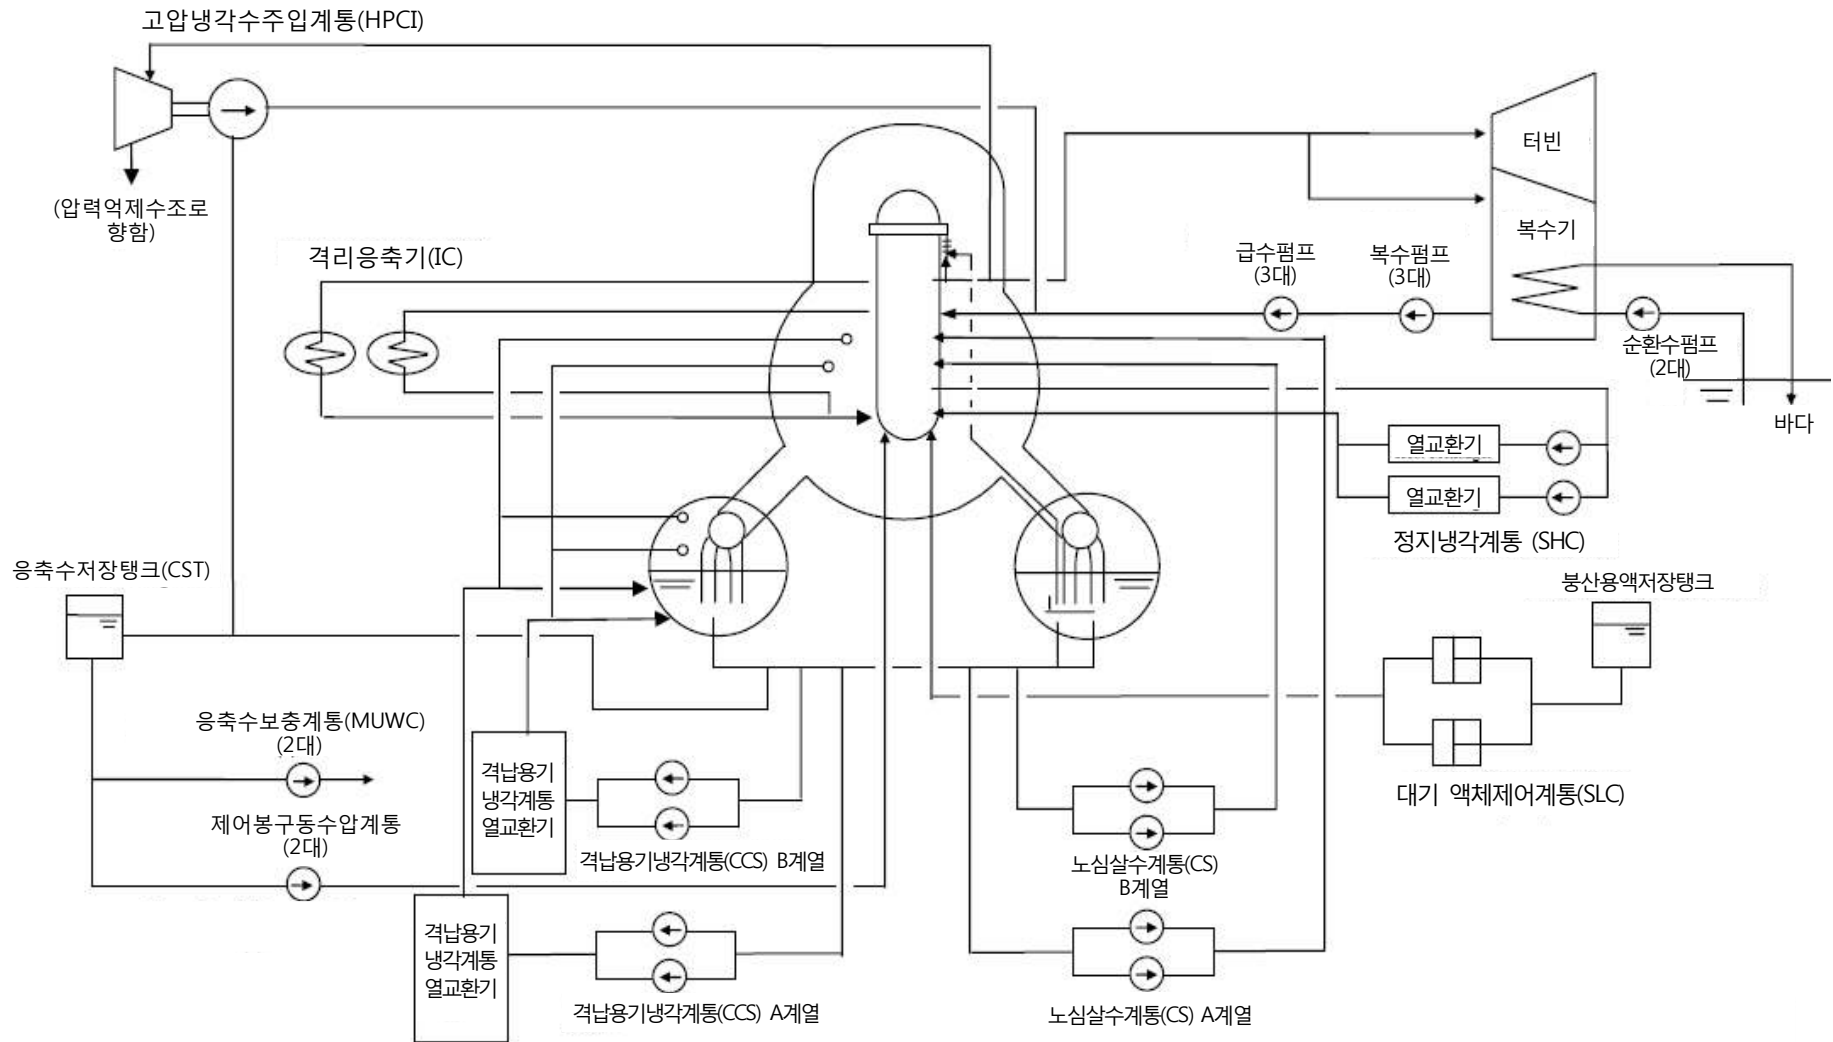 고압냉각수주입계통(HPCI)
(압력억제수조로
향함)
격리응축기(IC)
터빈
복수기
급수펌프
(3대)
복수펌프
(3대)
순환수펌프
(2대)
바다
열교환기
열교환기
정지냉각계통 (SHC)
응축수저장탱크(CST)
붕산용액저장탱크
응축수보충계통(MUWC)
(2대)
제어봉구동수압계통
(2대)
격납용기
냉각계통
열교환기
격납용기냉각계통(CCS) B계열
노심살수계통(CS)
B계열
대기 액체제어계통(SLC)
격납용기
냉각계통
열교환기
격납용기냉각계통(CCS) A계열
노심살수계통(CS) A계열